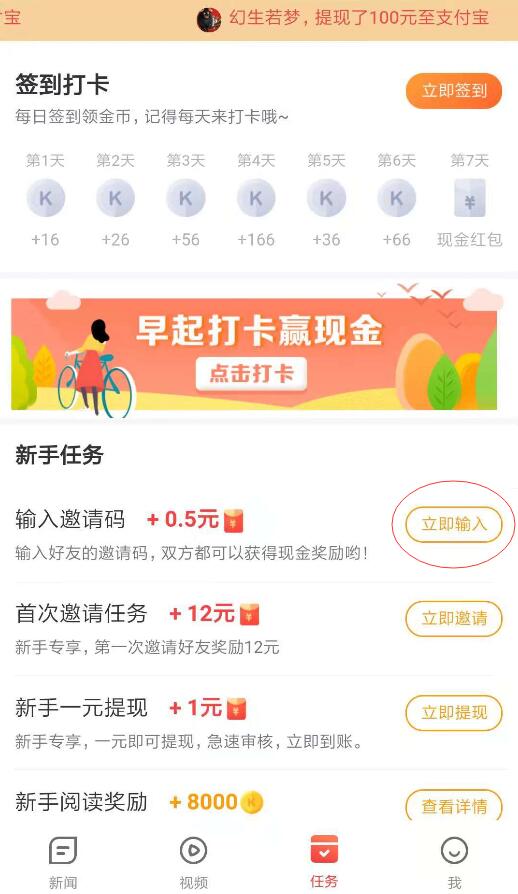 宝
幻生若梦，提现了100元至支付宝
签到打卡
立即签到
每日签到领金币，记得每天来打卡哦~
第1天 第2天 第3天 第4天 第5天 第6天 第7天
K K K K K K ¥
+16 +26 +56 +166 +36 +66 现金红包
早起打卡赢现金
点击打卡
新手任务
输入邀请码 + 0.5元
立即输入
输入好友的邀请码，双方都可以获得现金奖励哟！
首次邀请任务 + 12元
立即邀请
新手专享，第一次邀请好友奖励12元
新手一元提现 + 1元
立即提现
新手专享，一元即可提现，急速审核，立即到账。
新手阅读奖励 + 8000 K
查看详情
新闻 视频 任务 我